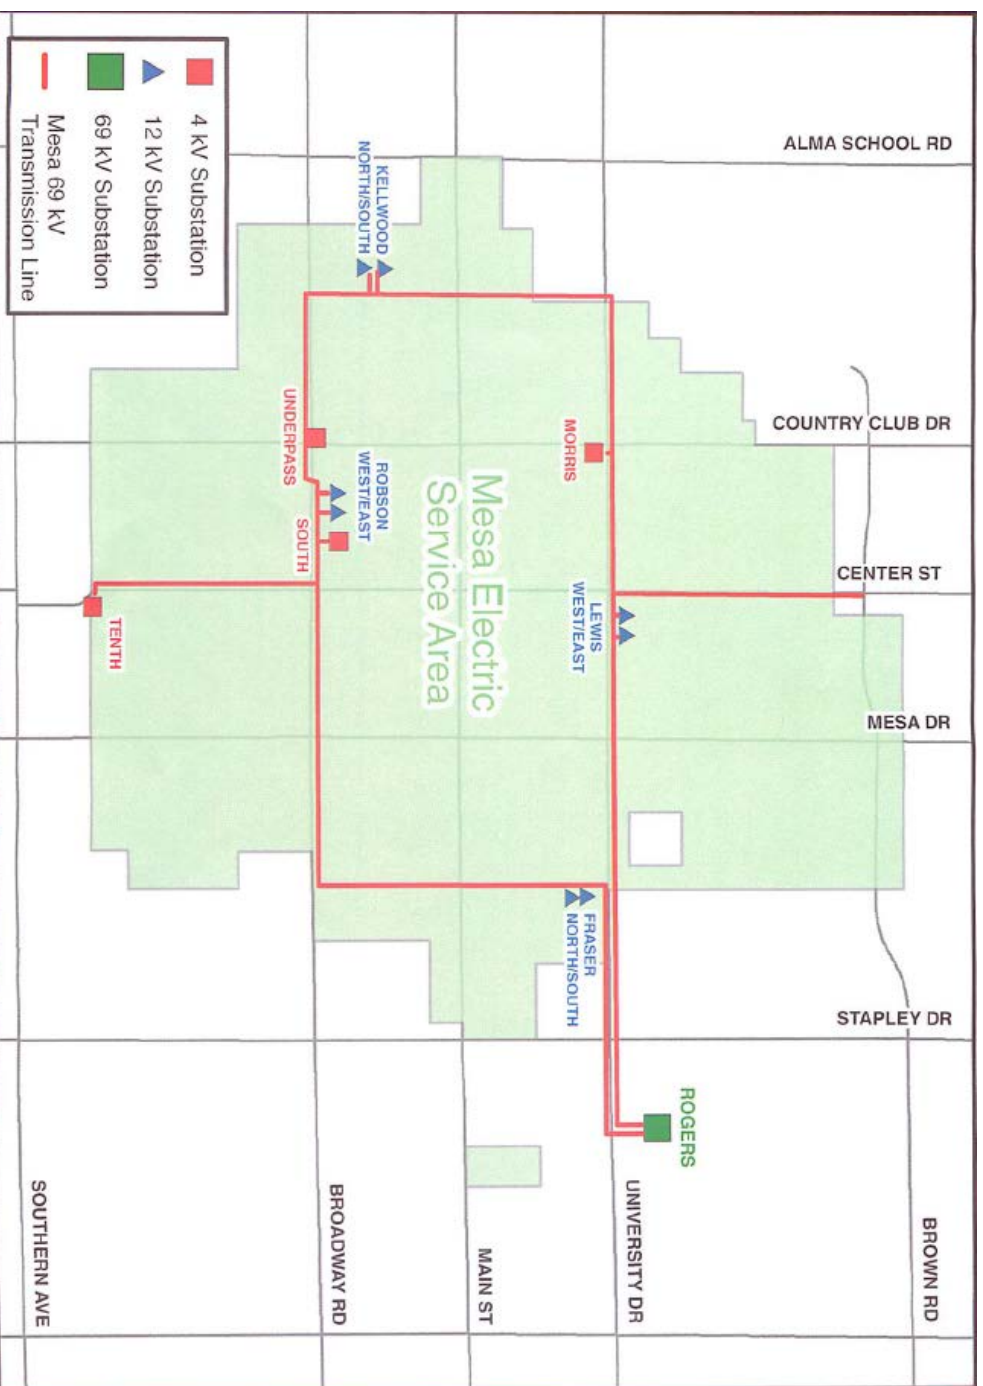 ALMA SCHOOL RD
COUNTRY CLUB DR
CENTER ST
MESA DR
STAPLEY DR
BROWN RD
UNIVERSITY DR
MAIN ST
BROADWAY RD
SOUTHERN AVE
ROGERS
MORRIS
LEWIS
WEST/EAST
FRASER
NORTH/SOUTH
KELLWOOD
NORTH/SOUTH
Mesa Electric
Service Area
UNDERPASS
ROBSON
WEST/EAST
SOUTH
TENTH
4 kV Substation
12 kV Substation
69 kV Substation
Mesa 69 kV
Transmission Line